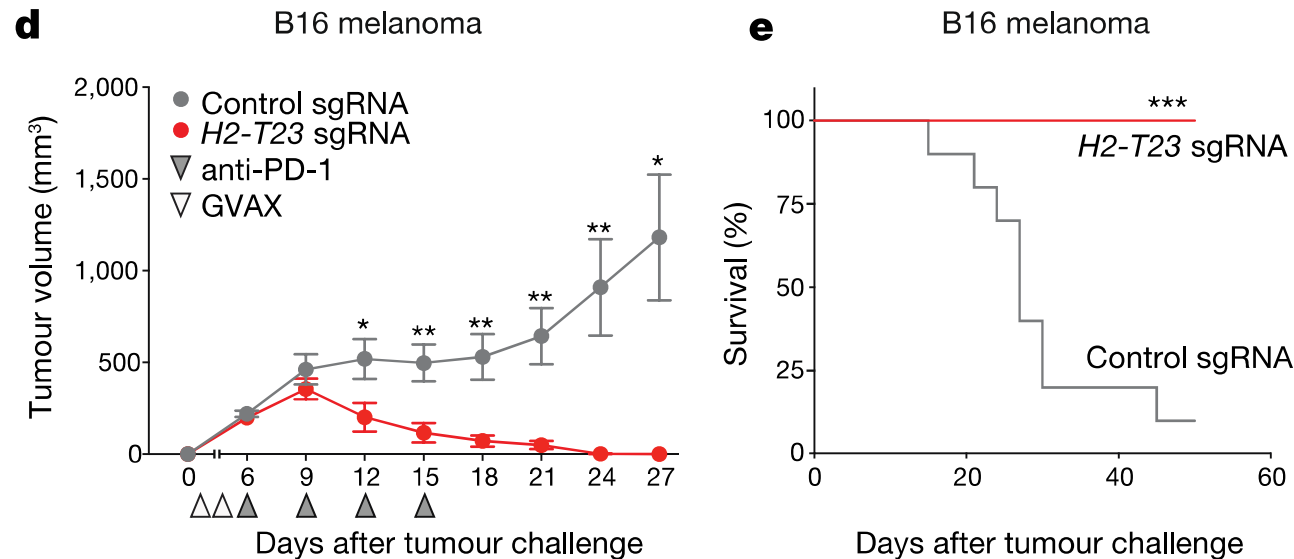 d
B16 melanoma
2,000
1,500
1,000
500
0
Tumour volume (mm³)
Control sgRNA
H2-T23 sgRNA
anti-PD-1
GVAX
*
**
**
**
**
*
0 6 9 12 15 18 21 24 27
Days after tumour challenge
e
B16 melanoma
100
75
50
25
0
Survival (%)
***
H2-T23 sgRNA
Control sgRNA
0 20 40 60
Days after tumour challenge